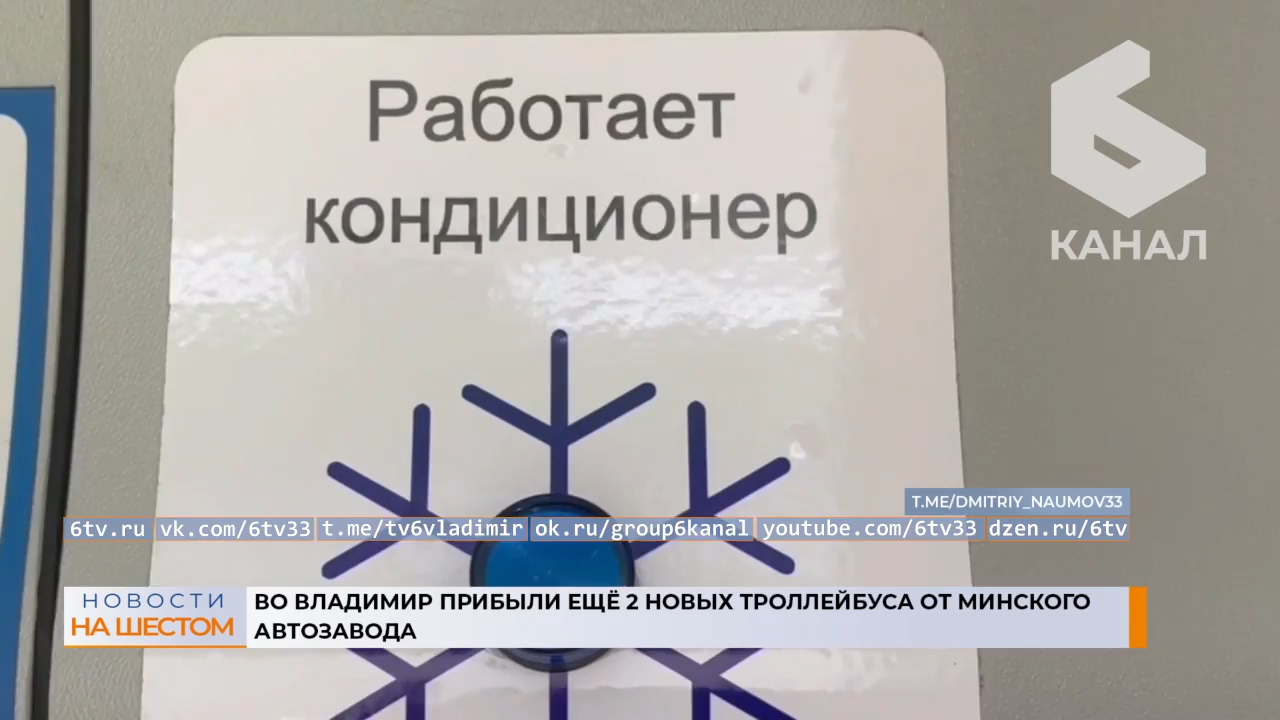 Работает
кондиционер
КАНАЛ
T.ME/DMITRIY_NAUMOV33
6tv.ru vk.com/6tv33 t.me/tv6vladimir ok.ru/group6kanal youtube.com/6tv33 dzen.ru/6tv
НОВОСТИ
НА ШЕСТОМ
ВО ВЛАДИМИР ПРИБЫЛИ ЕЩЁ 2 НОВЫХ ТРОЛЛЕЙБУСА ОТ МИНСКОГО
АВТОЗАВОДА